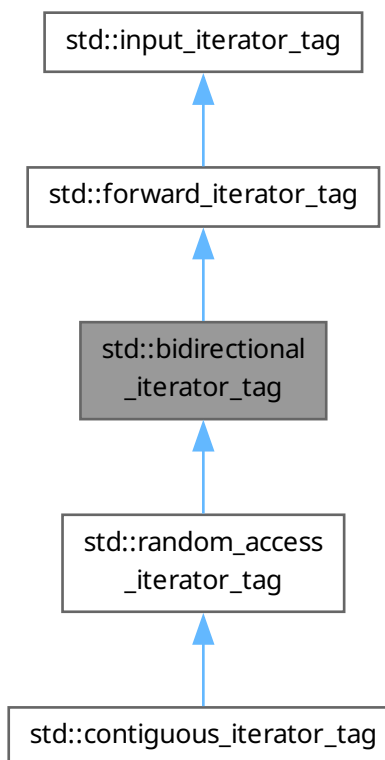 std::input_iterator_tag
std::forward_iterator_tag
std::bidirectional
_iterator_tag
std::random_access
_iterator_tag
std::contiguous_iterator_tag